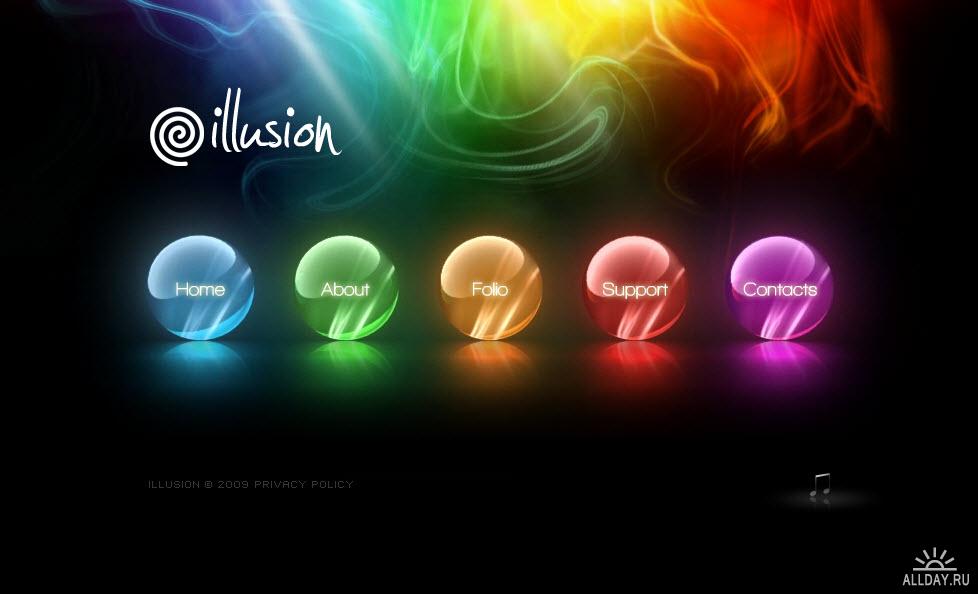 illusion
Home About Folio Support Contacts
ILLUSION © 2009 PRIVACY POLICY
ALLDAY.RU